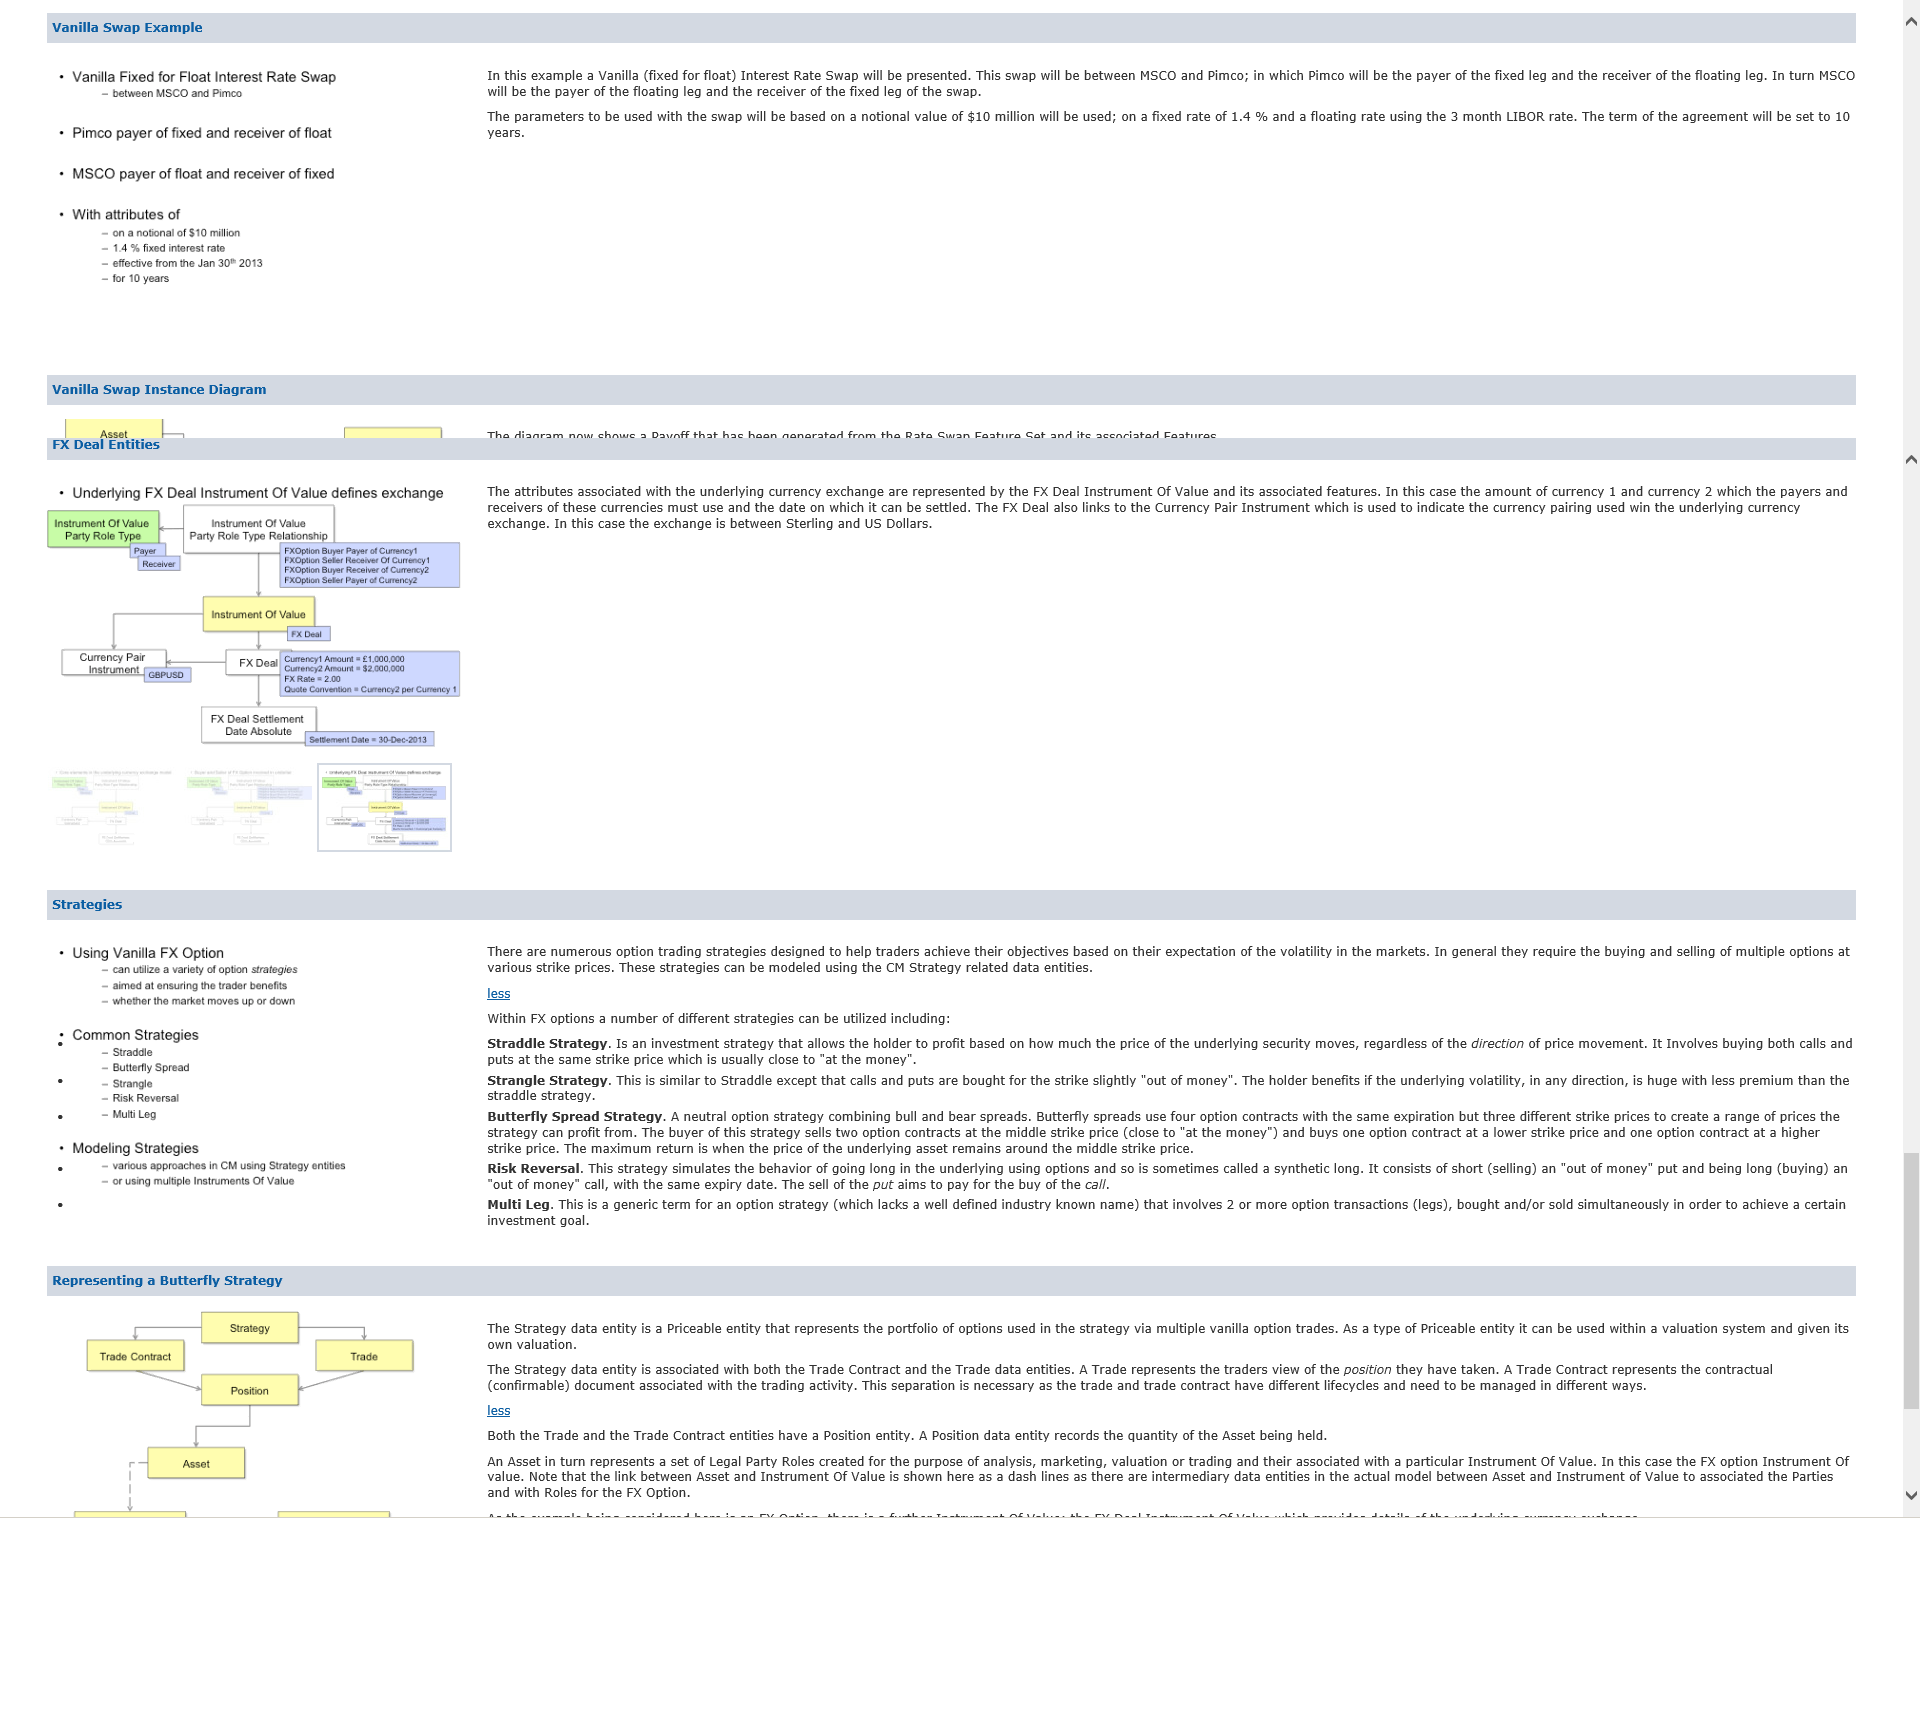 Vanilla Swap Example
• Vanilla Fixed for Float Interest Rate Swap
– between MSCO and Pimco
• Pimco payer of fixed and receiver of float
• MSCO payer of float and receiver of fixed
• With attributes of
– on a notional of $10 million
– 1.4 % fixed interest rate
– effective from the Jan 30th 2013
– for 10 years
In this example a Vanilla (fixed for float) Interest Rate Swap will be presented. This swap will be between MSCO and Pimco; in which Pimco will be the payer of the fixed leg and the receiver of the floating leg. In turn MSCO
will be the payer of the floating leg and the receiver of the fixed leg of the swap.
The parameters to be used with the swap will be based on a notional value of $10 million will be used; on a fixed rate of 1.4 % and a floating rate using the 3 month LIBOR rate. The term of the agreement will be set to 10
years.
Vanilla Swap Instance Diagram
Asset
The diagram now shows a Payoff that has been generated from the Rate Swap Feature Set and its associated Features.
FX Deal Entities
• Underlying FX Deal Instrument Of Value defines exchange
Instrument Of Value
Party Role Type
Payer
Receiver
Instrument Of Value
Party Role Type Relationship
FXOption Buyer Payer of Currency1
FXOption Seller Receiver Of Currency1
FXOption Buyer Receiver of Currency2
FXOption Seller Payer of Currency2
Instrument Of Value
FX Deal
Currency Pair
Instrument
GBPUSD
FX Deal
Currency1 Amount = £1,000,000
Currency2 Amount = $2,000,000
FX Rate = 2.00
Quote Convention = Currency2 per Currency 1
FX Deal Settlement
Date Absolute
Settlement Date = 30-Dec-2013
The attributes associated with the underlying currency exchange are represented by the FX Deal Instrument Of Value and its associated features. In this case the amount of currency 1 and currency 2 which the payers and
receivers of these currencies must use and the date on which it can be settled. The FX Deal also links to the Currency Pair Instrument which is used to indicate the currency pairing used win the underlying currency
exchange. In this case the exchange is between Sterling and US Dollars.
Strategies
• Using Vanilla FX Option
– can utilize a variety of option strategies
– aimed at ensuring the trader benefits
– whether the market moves up or down
• Common Strategies
– Straddle
– Butterfly Spread
– Strangle
– Risk Reversal
– Multi Leg
• Modeling Strategies
– various approaches in CM using Strategy entities
– or using multiple Instruments Of Value
There are numerous option trading strategies designed to help traders achieve their objectives based on their expectation of the volatility in the markets. In general they require the buying and selling of multiple options at
various strike prices. These strategies can be modeled using the CM Strategy related data entities.
less
Within FX options a number of different strategies can be utilized including:
• Straddle Strategy. Is an investment strategy that allows the holder to profit based on how much the price of the underlying security moves, regardless of the direction of price movement. It Involves buying both calls and
puts at the same strike price which is usually close to "at the money".
• Strangle Strategy. This is similar to Straddle except that calls and puts are bought for the strike slightly "out of money". The holder benefits if the underlying volatility, in any direction, is huge with less premium than the
straddle strategy.
• Butterfly Spread Strategy. A neutral option strategy combining bull and bear spreads. Butterfly spreads use four option contracts with the same expiration but three different strike prices to create a range of prices the
strategy can profit from. The buyer of this strategy sells two option contracts at the middle strike price (close to "at the money") and buys one option contract at a lower strike price and one option contract at a higher
strike price. The maximum return is when the price of the underlying asset remains around the middle strike price.
• Risk Reversal. This strategy simulates the behavior of going long in the underlying using options and so is sometimes called a synthetic long. It consists of short (selling) an "out of money" put and being long (buying) an
"out of money" call, with the same expiry date. The sell of the put aims to pay for the buy of the call.
• Multi Leg. This is a generic term for an option strategy (which lacks a well defined industry known name) that involves 2 or more option transactions (legs), bought and/or sold simultaneously in order to achieve a certain
investment goal.
Representing a Butterfly Strategy
Strategy
Trade Contract
Trade
Position
Asset
The Strategy data entity is a Priceable entity that represents the portfolio of options used in the strategy via multiple vanilla option trades. As a type of Priceable entity it can be used within a valuation system and given its
own valuation.
The Strategy data entity is associated with both the Trade Contract and the Trade data entities. A Trade represents the traders view of the position they have taken. A Trade Contract represents the contractual
(confirmable) document associated with the trading activity. This separation is necessary as the trade and trade contract have different lifecycles and need to be managed in different ways.
less
Both the Trade and the Trade Contract entities have a Position entity. A Position data entity records the quantity of the Asset being held.
An Asset in turn represents a set of Legal Party Roles created for the purpose of analysis, marketing, valuation or trading and their associated with a particular Instrument Of Value. In this case the FX option Instrument Of
value. Note that the link between Asset and Instrument Of Value is shown here as a dash lines as there are intermediary data entities in the actual model between Asset and Instrument of Value to associated the Parties
and with Roles for the FX Option.